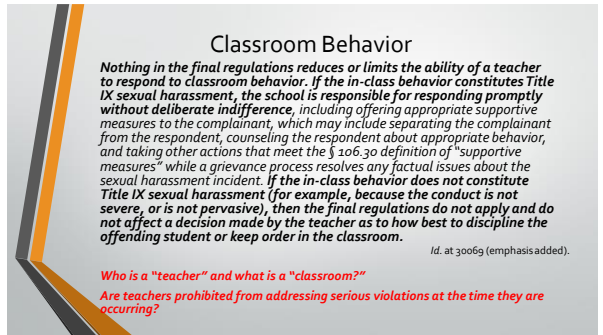 Classroom Behavior
Nothing in the final regulations reduces or limits the ability of a teacher
to respond to classroom behavior. If the in-class behavior constitutes Title
IX sexual harassment, the school is responsible for responding promptly
without deliberate indifference, including offering appropriate supportive
measures to the complainant, which may include separating the complainant
from the respondent, counseling the respondent about appropriate behavior,
and taking other actions that meet the § 106.30 definition of “supportive
measures” while a grievance process resolves any factual issues about the
sexual harassment incident. If the in-class behavior does not constitute
Title IX sexual harassment (for example, because the conduct is not
severe, or is not pervasive), then the final regulations do not apply and do
not affect a decision made by the teacher as to how best to discipline the
offending student or keep order in the classroom.
Id. at 30069 (emphasis added).
Who is a “teacher” and what is a “classroom?”
Are teachers prohibited from addressing serious violations at the time they are
occurring?